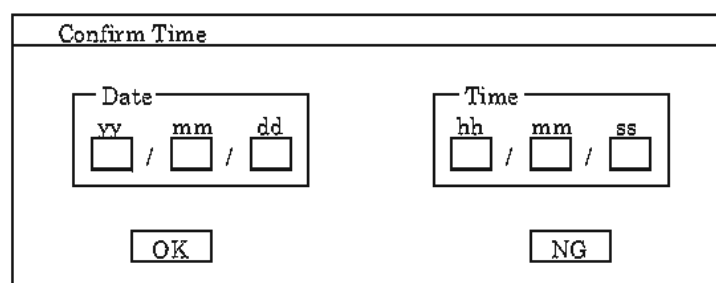 Confirm Time
Date Time
yy mm dd hh mm ss
/ / / /
OK NG